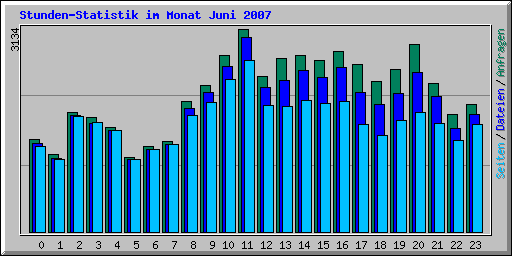 Stunden-Statistik im Monat Juni 2007
3134
Seiten / Dateien / Anfragen
0 1 2 3 4 5 6 7 8 9 10 11 12 13 14 15 16 17 18 19 20 21 22 23